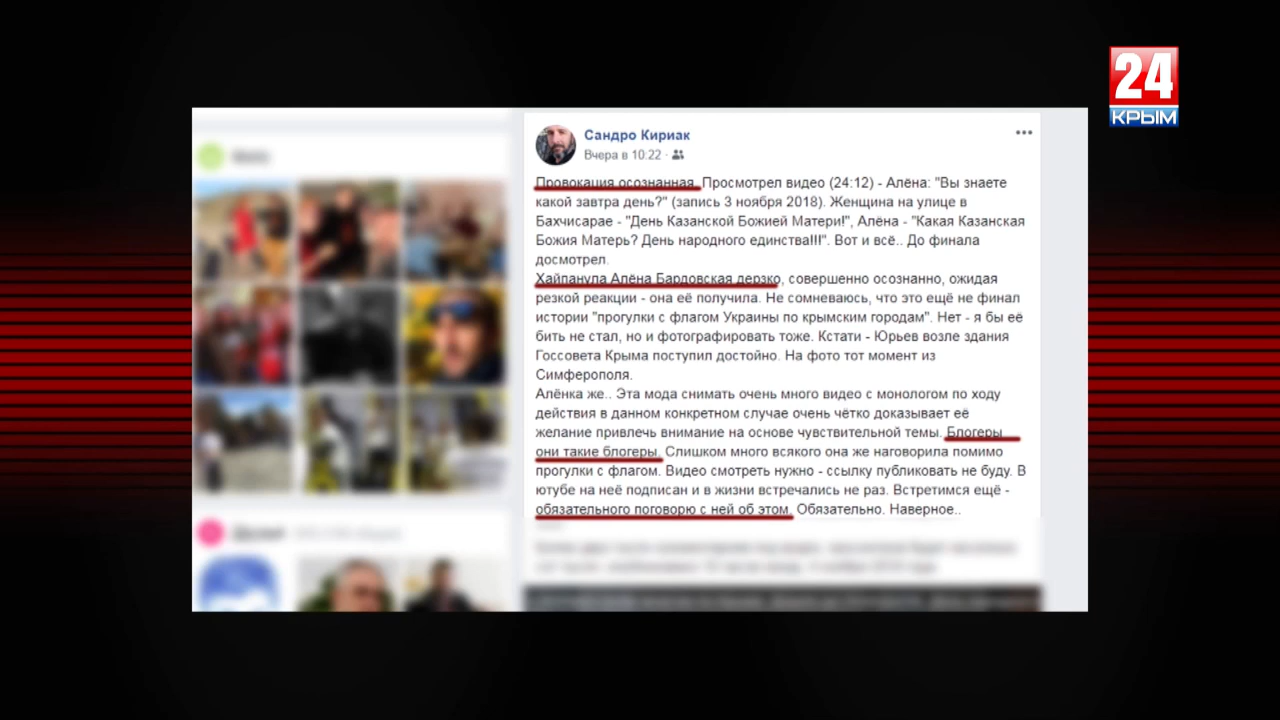 24
КРЫМ
Сандро Кириак
Вчера в 10:22 ·
Провокация осознанная. Просмотрел видео (24:12) - Алёна: "Вы знаете
какой завтра день?" (запись 3 ноября 2018). Женщина на улице в
Бахчисарае - "День Казанской Божией Матери!", Алёна - "Какая Казанская
Божия Матерь? День народного единства!!!". Вот и всё.. До финала
досмотрел.
Хайпанула Алёна Бардовская дерзко, совершенно осознанно, ожидая
резкой реакции - она её получила. Не сомневаюсь, что это ещё не финал
истории "прогулки с флагом Украины по крымским городам". Нет - я бы её
бить не стал, но и фотографировать тоже. Кстати - Юрьев возле здания
Госсовета Крыма поступил достойно. На фото тот момент из
Симферополя.
Алёнка же.. Эта мода снимать очень много видео с монологом по ходу
действия в данном конкретном случае очень чётко доказывает её
желание привлечь внимание на основе чувствительной темы. Блогеры
они такие блогеры. Слишком много всякого она же наговорила помимо
прогулки с флагом. Видео смотреть нужно - ссылку публиковать не буду. В
ютубе на неё подписан и в жизни встречались не раз. Встретимся ещё -
обязательного поговорю с ней об этом. Обязательно. Наверное..